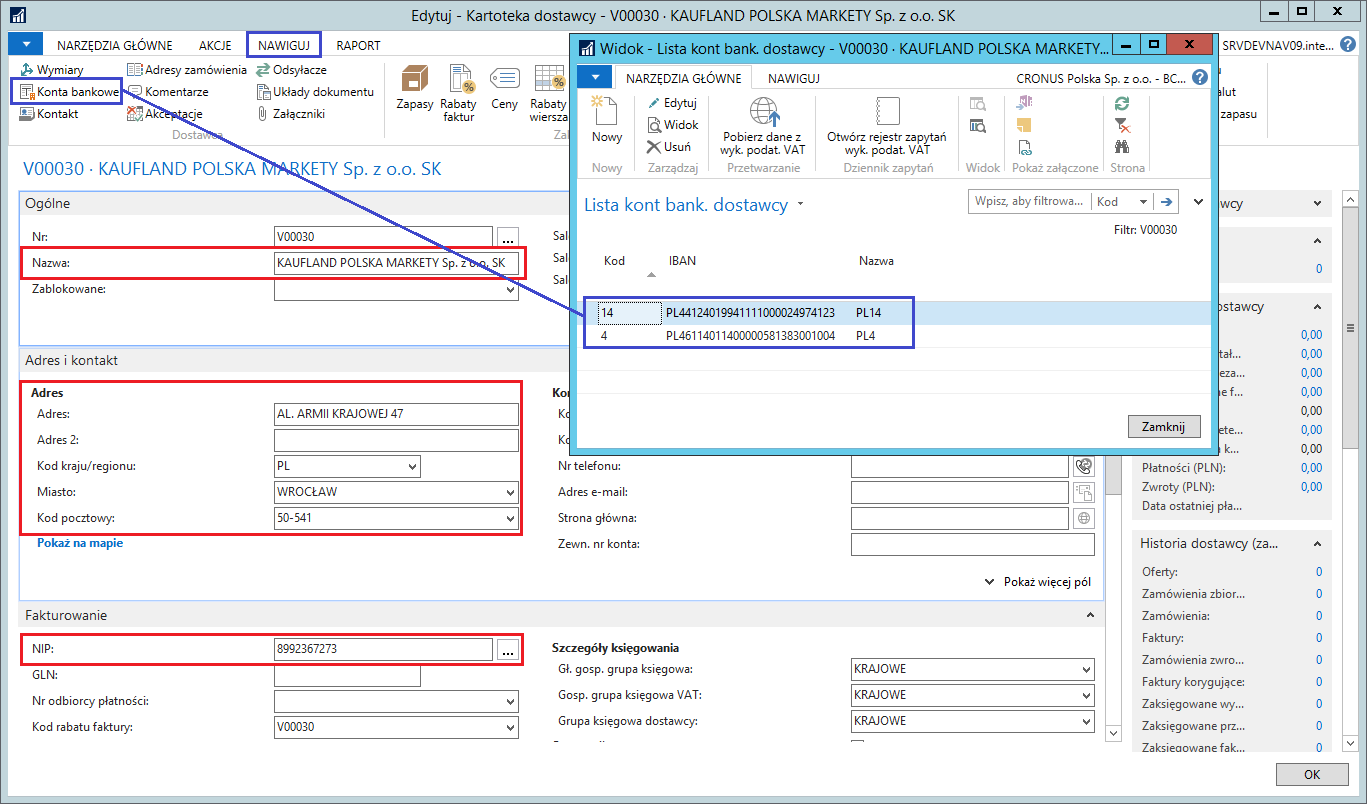 Edytuj - Kartoteka dostawcy - V00030 · KAUFLAND POLSKA MARKETY Sp. z o.o. SK
NARZĘDZIA GŁÓWNE AKCJE NAWIGUJ RAPORT
SRVDEVNAV09.inte...
Wymiary
Konta bankowe
Kontakt
Adresy zamówienia
Komentarze
Akceptacje
Odsyłacze
Układy dokumentu
Załączniki
Dostawca
Zapasy
Rabaty
faktur
Ceny
Rabaty
wiersza
V00030 · KAUFLAND POLSKA MARKETY Sp. z o.o. SK
Ogólne
Nr: V00030
Nazwa: KAUFLAND POLSKA MARKETY Sp. z o.o. SK
Zablokowane:
Sal
Sal
Sal
Adres i kontakt
Adres
Adres: AL. ARMII KRAJOWEJ 47
Adres 2:
Kod kraju/regionu: PL
Miasto: WROCŁAW
Kod pocztowy: 50-541
Pokaż na mapie
Nr telefonu:
Adres e-mail:
Strona główna:
Zewn. nr konta:
Pokaż więcej pól
Fakturowanie
NIP: 8992367273
GLN:
Nr odbiorcy płatności:
Kod rabatu faktury: V00030
Szczegóły księgowania
Gł. gosp. grupa księgowa: KRAJOWE
Gosp. grupa księgowa VAT: KRAJOWE
Grupa księgowa dostawcy: KRAJOWE
Widok - Lista kont bank. dostawcy - V00030 · KAUFLAND POLSKA MARKETY...
NARZĘDZIA GŁÓWNE NAWIGUJ CRONUS Polska Sp. z o.o. - BC...
Nowy
Nowy
Edytuj
Widok
Usuń
Zarządzaj
Pobierz dane z
wyk. podat. VAT
Przetwarzanie
Otwórz rejestr zapytań
wyk. podat. VAT
Dziennik zapytań
Widok
Pokaż załączone
Strona
Lista kont bank. dostawcy
Wpisz, aby filtrowa... Kod
Filtr: V00030
Kod IBAN Nazwa
14 PL44124019941111000024974123 PL14
4 PL46114011400000581383001004 PL4
Zamknij
alut
zapasu
wcy
0
ostawcy
0,00
tał... 0,00
eza... 0,00
e f... 0,00
0,00
ete... 0,00
k... 0,00
Płatności (PLN): 0,00
Zwroty (PLN): 0,00
Data ostatniej pła...
Historia dostawcy (za...
Oferty: 0
Zamówienia zbior... 0
Zamówienia: 0
Faktury: 0
Zamówienia zwro... 0
Faktury korygujące: 0
Zaksięgowane wy... 0
Zaksięgowane prz... 0
Zaksięgowane fak... 0
OK